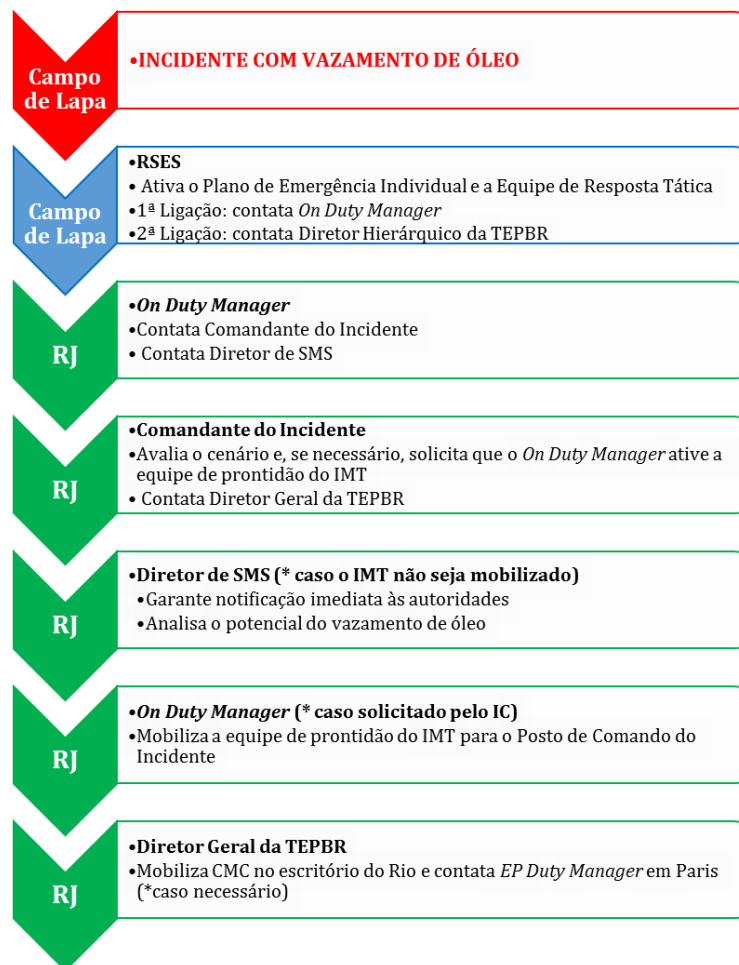 Campo
de Lapa
•INCIDENTE COM VAZAMENTO DE ÓLEO
Campo
de Lapa
•RSES
• Ativa o Plano de Emergência Individual e a Equipe de Resposta Tática
•1ª Ligação: contata On Duty Manager
•2ª Ligação: contata Diretor Hierárquico da TEPBR
RJ
•On Duty Manager
•Contata Comandante do Incidente
• Contata Diretor de SMS
RJ
•Comandante do Incidente
•Avalia o cenário e, se necessário, solicita que o On Duty Manager ative a
equipe de prontidão do IMT
• Contata Diretor Geral da TEPBR
RJ
•Diretor de SMS (* caso o IMT não seja mobilizado)
•Garante notificação imediata às autoridades
•Analisa o potencial do vazamento de óleo
RJ
•On Duty Manager (* caso solicitado pelo IC)
•Mobiliza a equipe de prontidão do IMT para o Posto de Comando do
Incidente
RJ
•Diretor Geral da TEPBR
•Mobiliza CMC no escritório do Rio e contata EP Duty Manager em Paris
(*caso necessário)